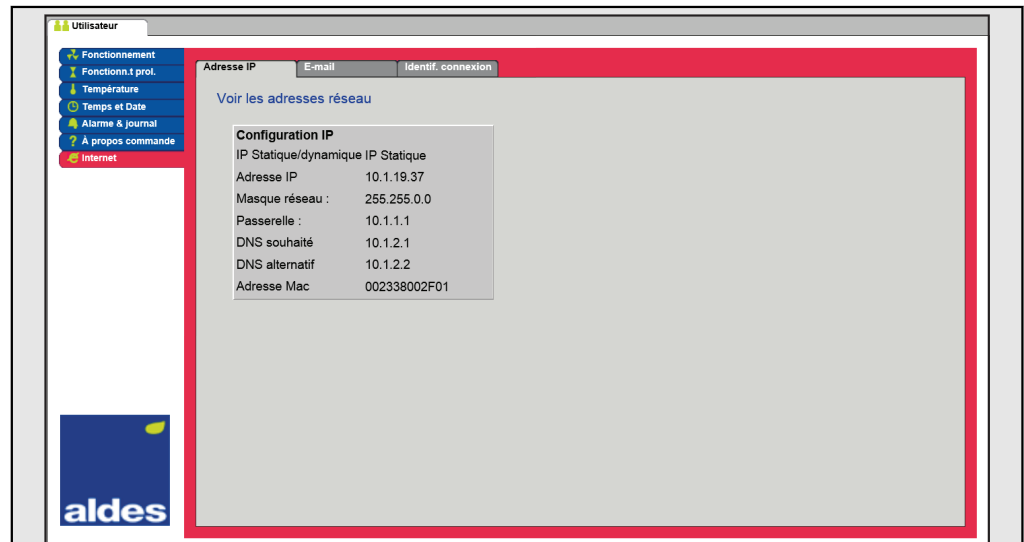 Utilisateur
Fonctionnement
Fonctionn.t prol.
Température
Temps et Date
Alarme & journal
À propos commande
Internet
Adresse IP
E-mail
Identif. connexion
Voir les adresses réseau
Configuration IP
IP Statique/dynamique IP Statique
Adresse IP 10.1.19.37
Masque réseau : 255.255.0.0
Passerelle : 10.1.1.1
DNS souhaité 10.1.2.1
DNS alternatif 10.1.2.2
Adresse Mac 002338002F01
aldes